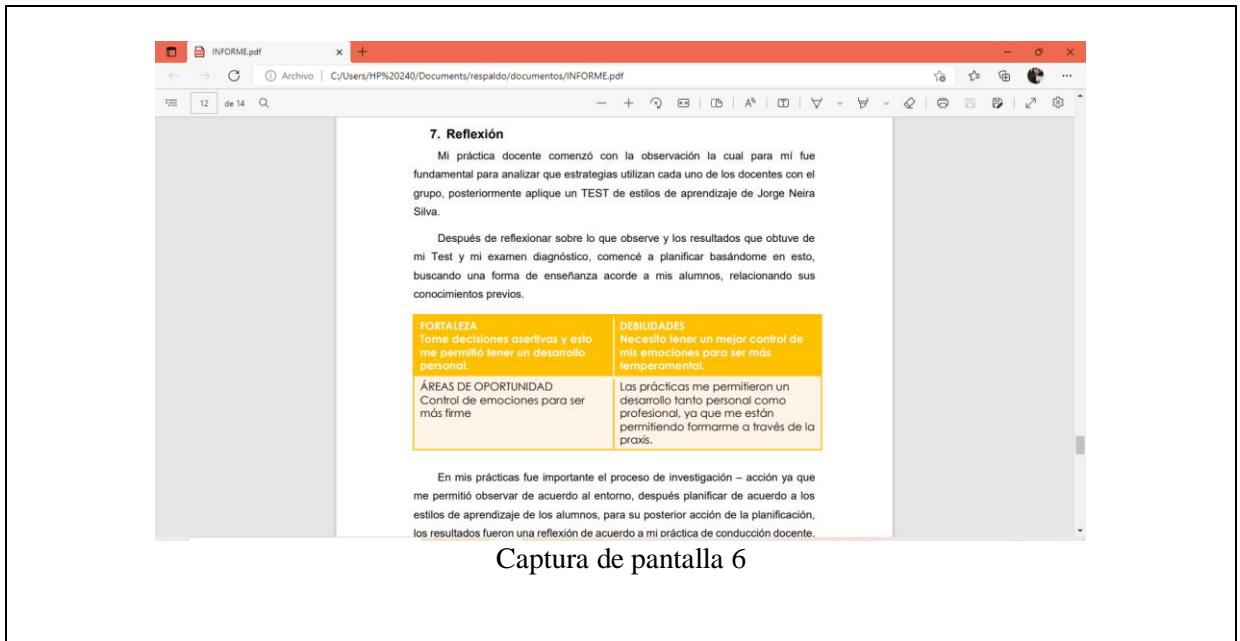 INFORME.pdf
Archivo | C:/Users/HP%20240/Documents/respaldo/documentos/INFORME.pdf
12 de 14
7. Reflexión
Mi práctica docente comenzó con la observación la cual para mí fue
fundamental para analizar que estrategias utilizan cada uno de los docentes con el
grupo, posteriormente aplique un TEST de estilos de aprendizaje de Jorge Neira
Silva.
Después de reflexionar sobre lo que observe y los resultados que obtuve de
mi Test y mi examen diagnóstico, comencé a planificar basándome en esto,
buscando una forma de enseñanza acorde a mis alumnos, relacionando sus
conocimientos previos.
FORTALEZA
Tome decisiones asertivas y esto
me permitió tener un desarrollo
personal.
DEBILIDADES
Necesito tener un mejor control de
mis emociones para ser más
temperamental.
ÁREAS DE OPORTUNIDAD
Control de emociones para ser
más firme
Las prácticas me permitieron un
desarrollo tanto personal como
profesional, ya que me están
permitiendo formarme a través de la
praxis.
En mis prácticas fue importante el proceso de investigación – acción ya que
me permitió observar de acuerdo al entorno, después planificar de acuerdo a los
estilos de aprendizaje de los alumnos, para su posterior acción de la planificación,
los resultados fueron una reflexión de acuerdo a mi práctica de conducción docente.
Captura de pantalla 6